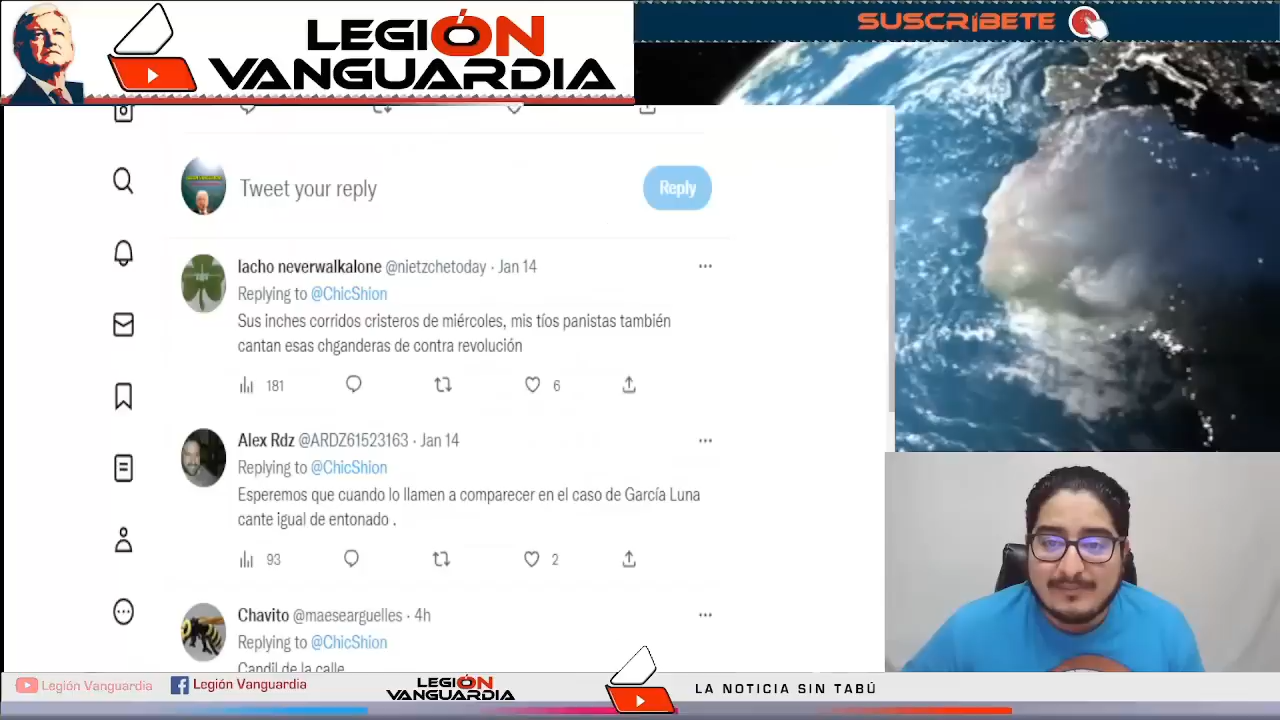 LEGIÓN
VANGUARDIA
SUSCRíBETE
Tweet your reply
Reply
lacho neverwalkalone @nietzchetoday · Jan 14
Replying to @ChicShion
Sus inches corridos cristeros de miércoles, mis tíos panistas también
cantan esas chganderas de contra revolución
181
6
Alex Rdz @ARDZ61523163 · Jan 14
Replying to @ChicShion
Esperemos que cuando lo llamen a comparecer en el caso de García Luna
cante igual de entonado .
93
2
Chavito @maesearguelles · 4h
Replying to @ChicShion
Candil de la calle
Legión Vanguardia
Legión Vanguardia
LEGIÓN
VANGUARDIA
LA NOTICIA SIN TABÚ